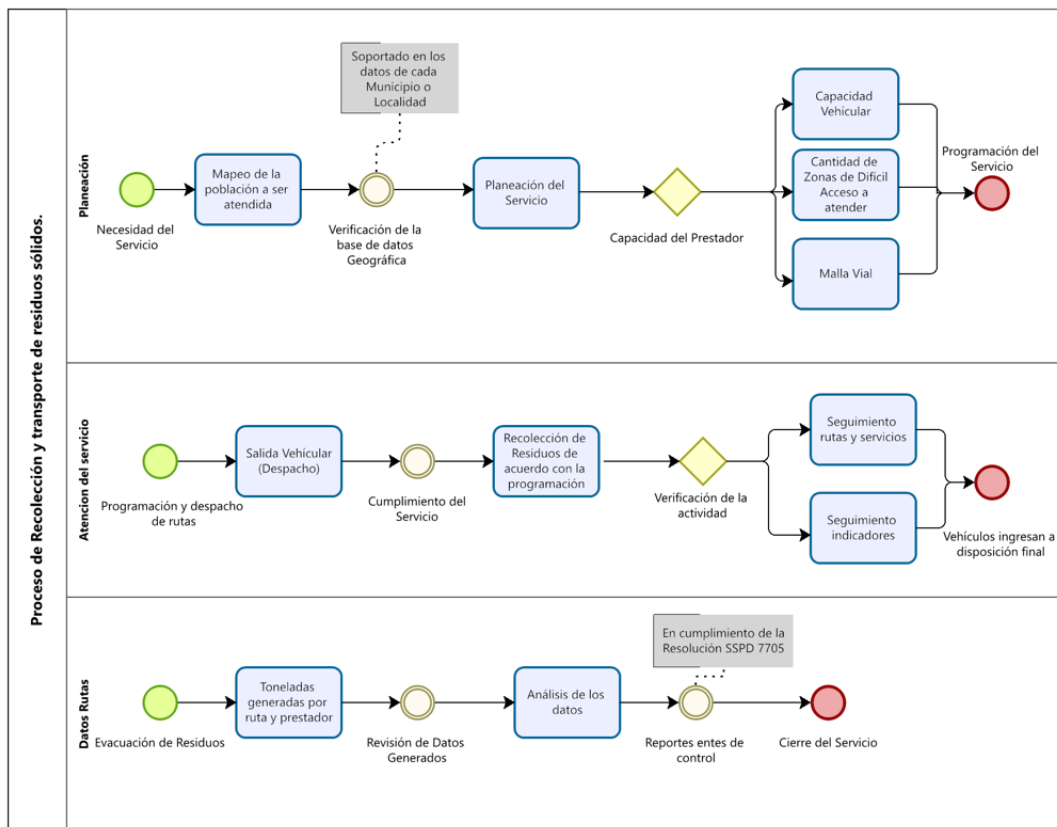 Proceso de Recolección y transporte de residuos sólidos.
Planeación
Necesidad del
Servicio
Mapeo de la
población a ser
atendida
Soportado en los
datos de cada
Municipio o
Localidad
Verificación de la
base de datos
Geográfica
Planeación del
Servicio
Capacidad del Prestador
Capacidad
Vehicular
Cantidad de
Zonas de Difícil
Acceso a
atender
Malla Vial
Programación del
Servicio
Atencion del servicio
Programación y despacho
de rutas
Salida Vehícular
(Despacho)
Cumplimiento del
Servicio
Recolección de
Residuos de
acuerdo con la
programación
Verificación de la
actividad
Seguimiento
rutas y servicios
Seguimiento
indicadores
Vehículos ingresan a
disposición final
Datos Rutas
Evacuación de Residuos
Toneladas
generadas por
ruta y prestador
Revisión de Datos
Generados
Análisis de los
datos
En cumplimiento de la
Resolución SSPD 7705
Reportes entes de
control
Cierre del Servicio